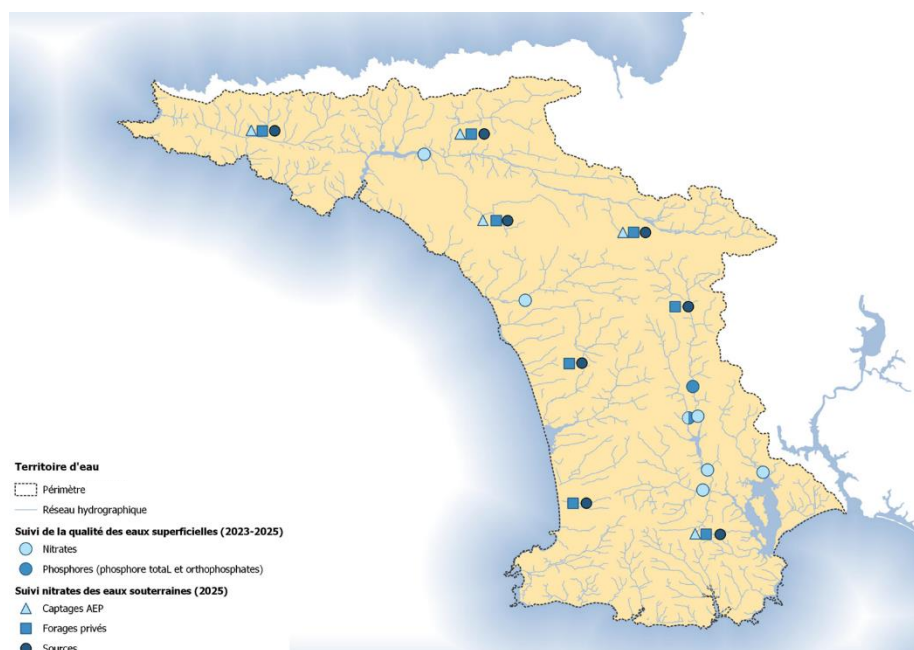 Territoire d'eau
Périmètre
Réseau hydrographique
Suivi de la qualité des eaux superficielles (2023-2025)
Nitrates
Phosphores (phosphore totaL et orthophosphates)
Suivi nitrates des eaux souterraines (2025)
Captages AEP
Forages privés
Sources